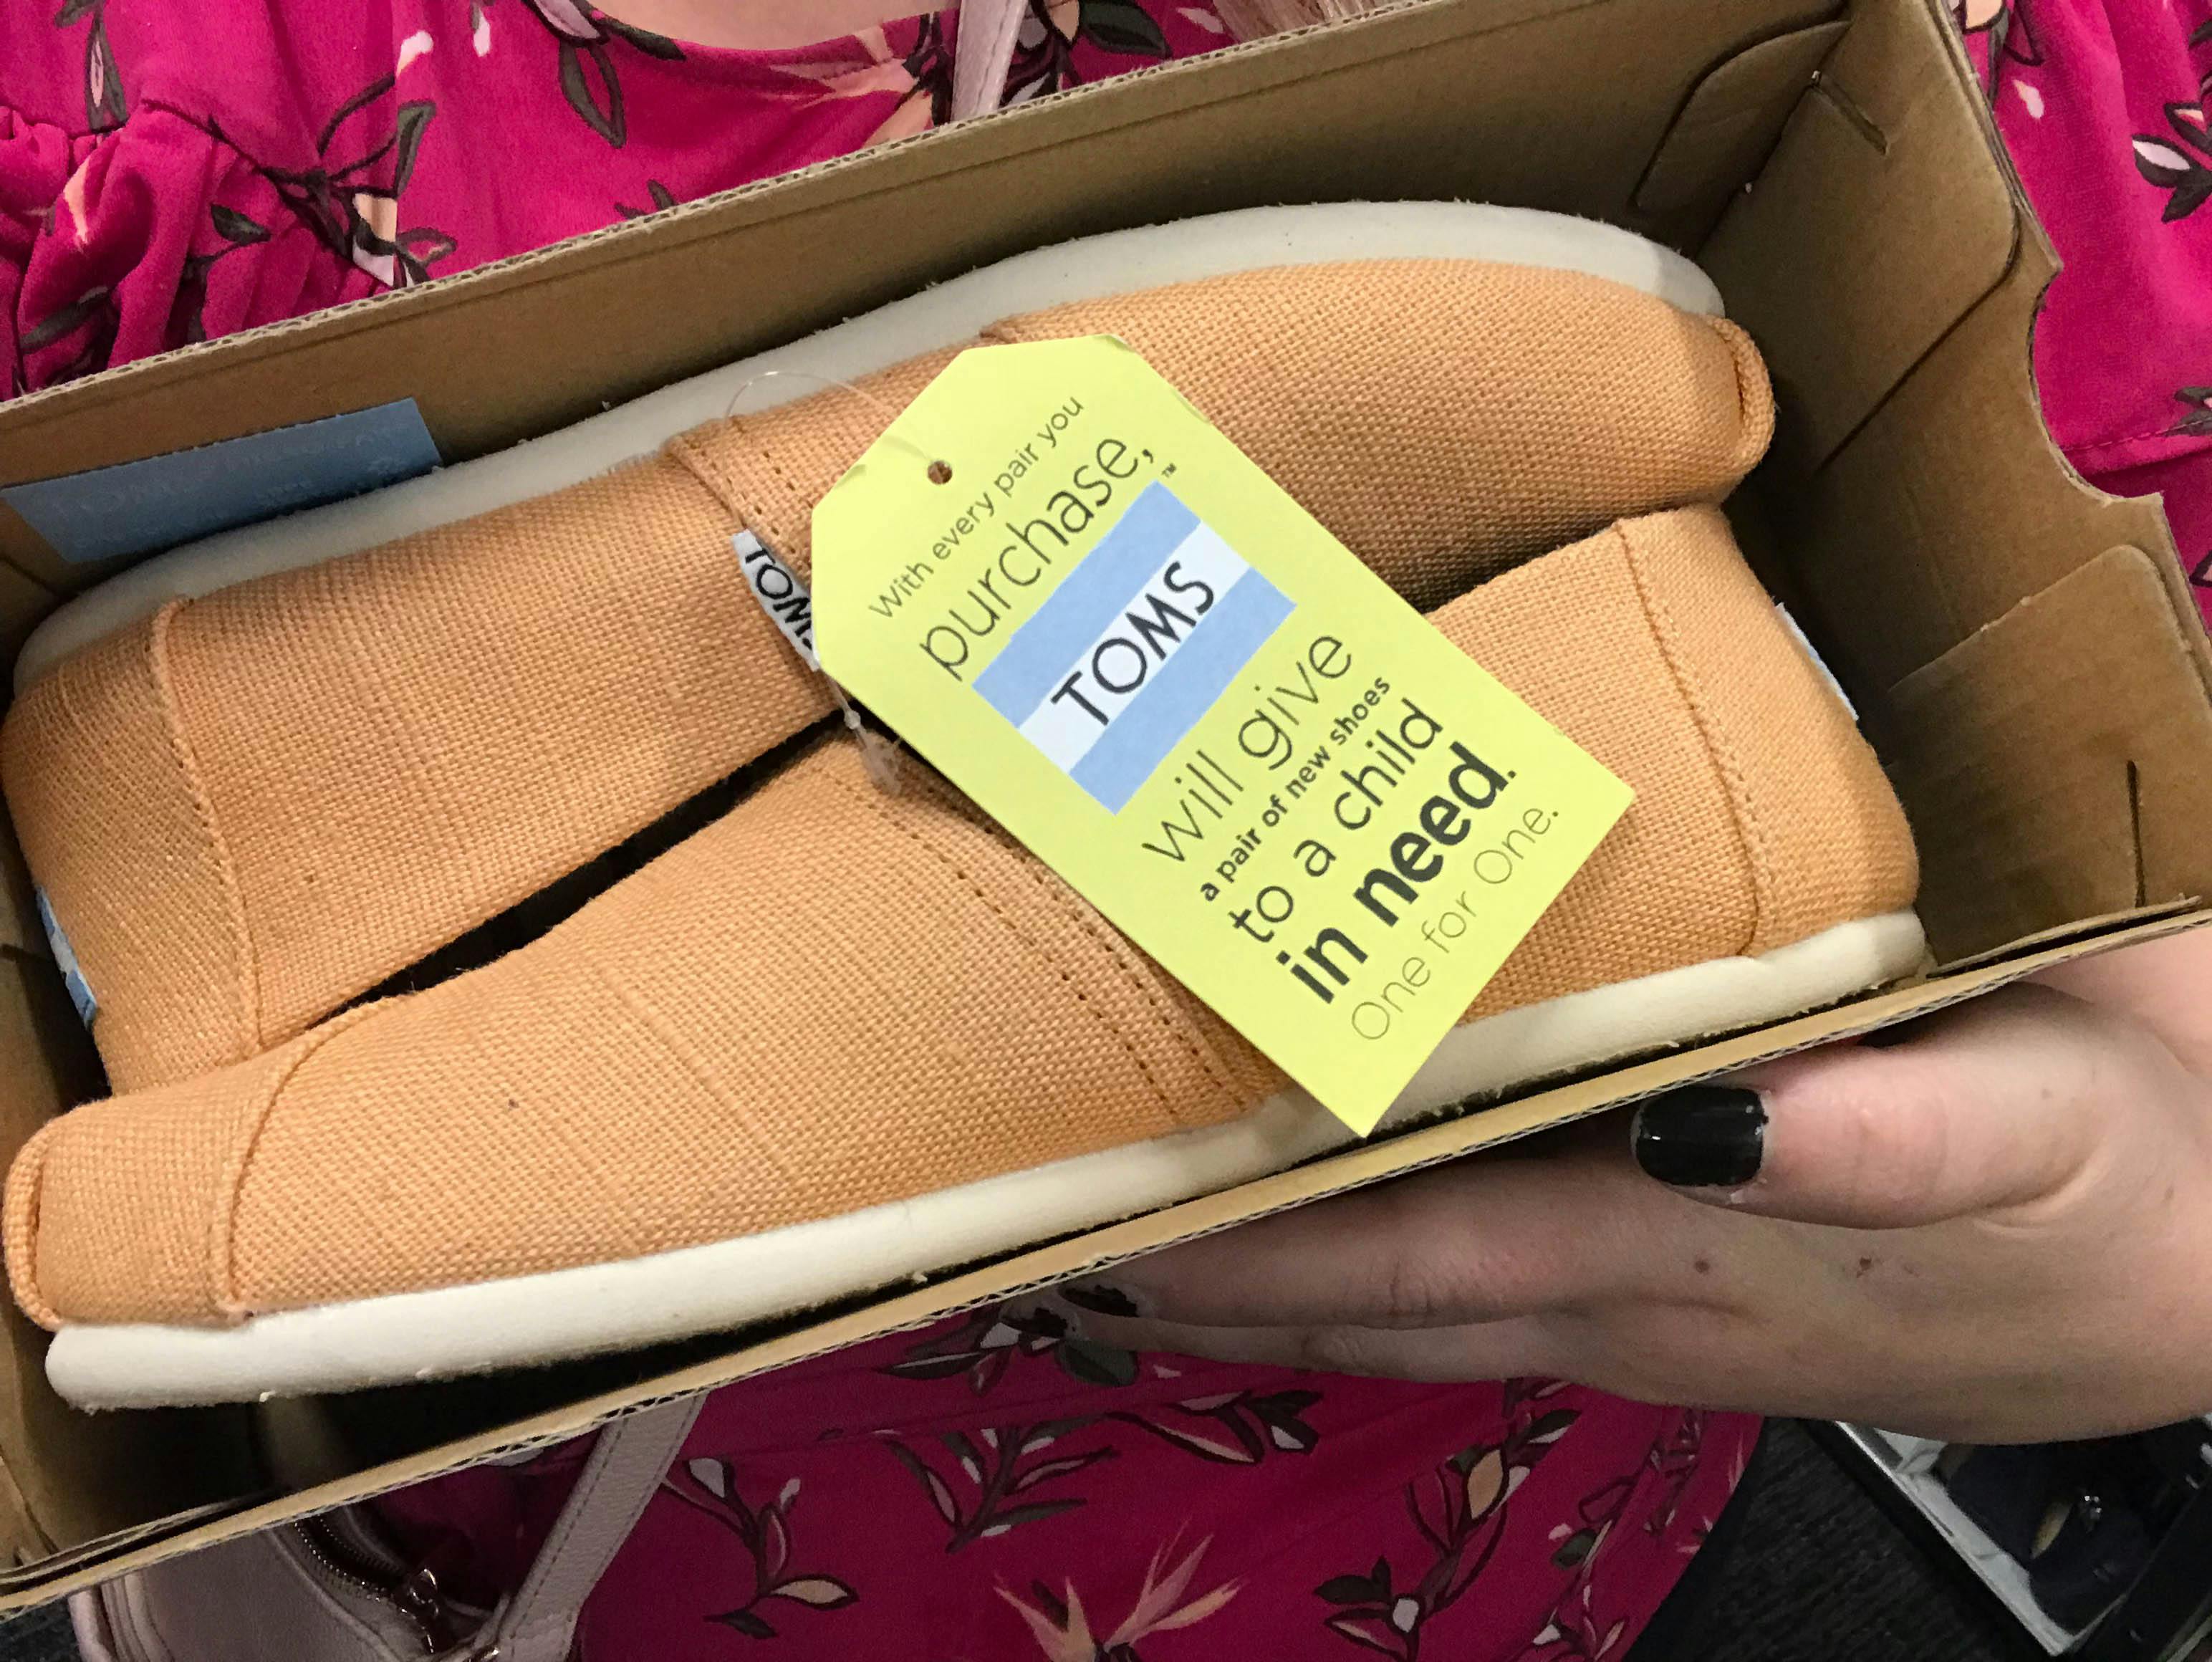 With every pair you
purchase,
TOMS™
will give
a pair of new shoes
to a child
in need.
One for One.
TOMS